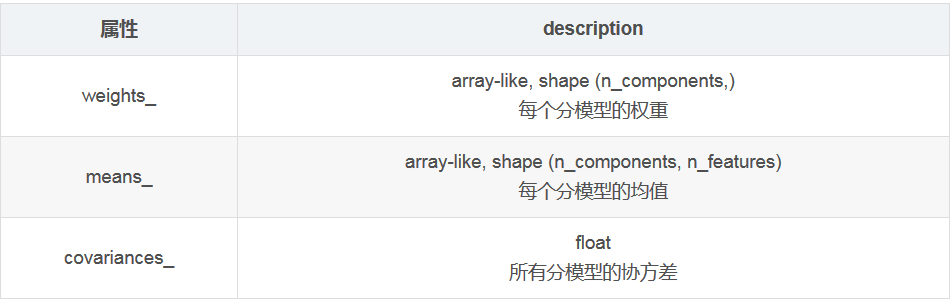 属性
description
weights_
array-like, shape (n_components,)
每个分模型的权重
means_
array-like, shape (n_components, n_features)
每个分模型的均值
covariances_
float
所有分模型的协方差